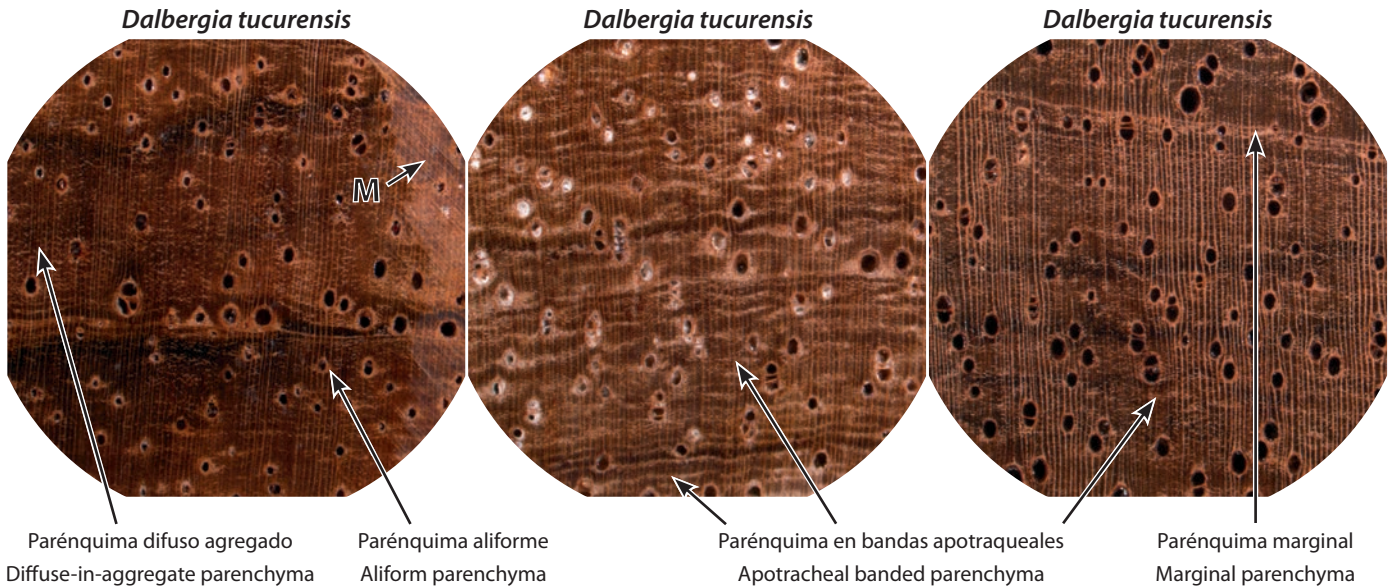 Dalbergia tucurensis
Dalbergia tucurensis
Dalbergia tucurensis
M
Parénquima difuso agregado
Diffuse-in-aggregate parenchyma
Parénquima aliforme
Aliform parenchyma
Parénquima en bandas apotraqueales
Apotracheal banded parenchyma
Parénquima marginal
Marginal parenchyma